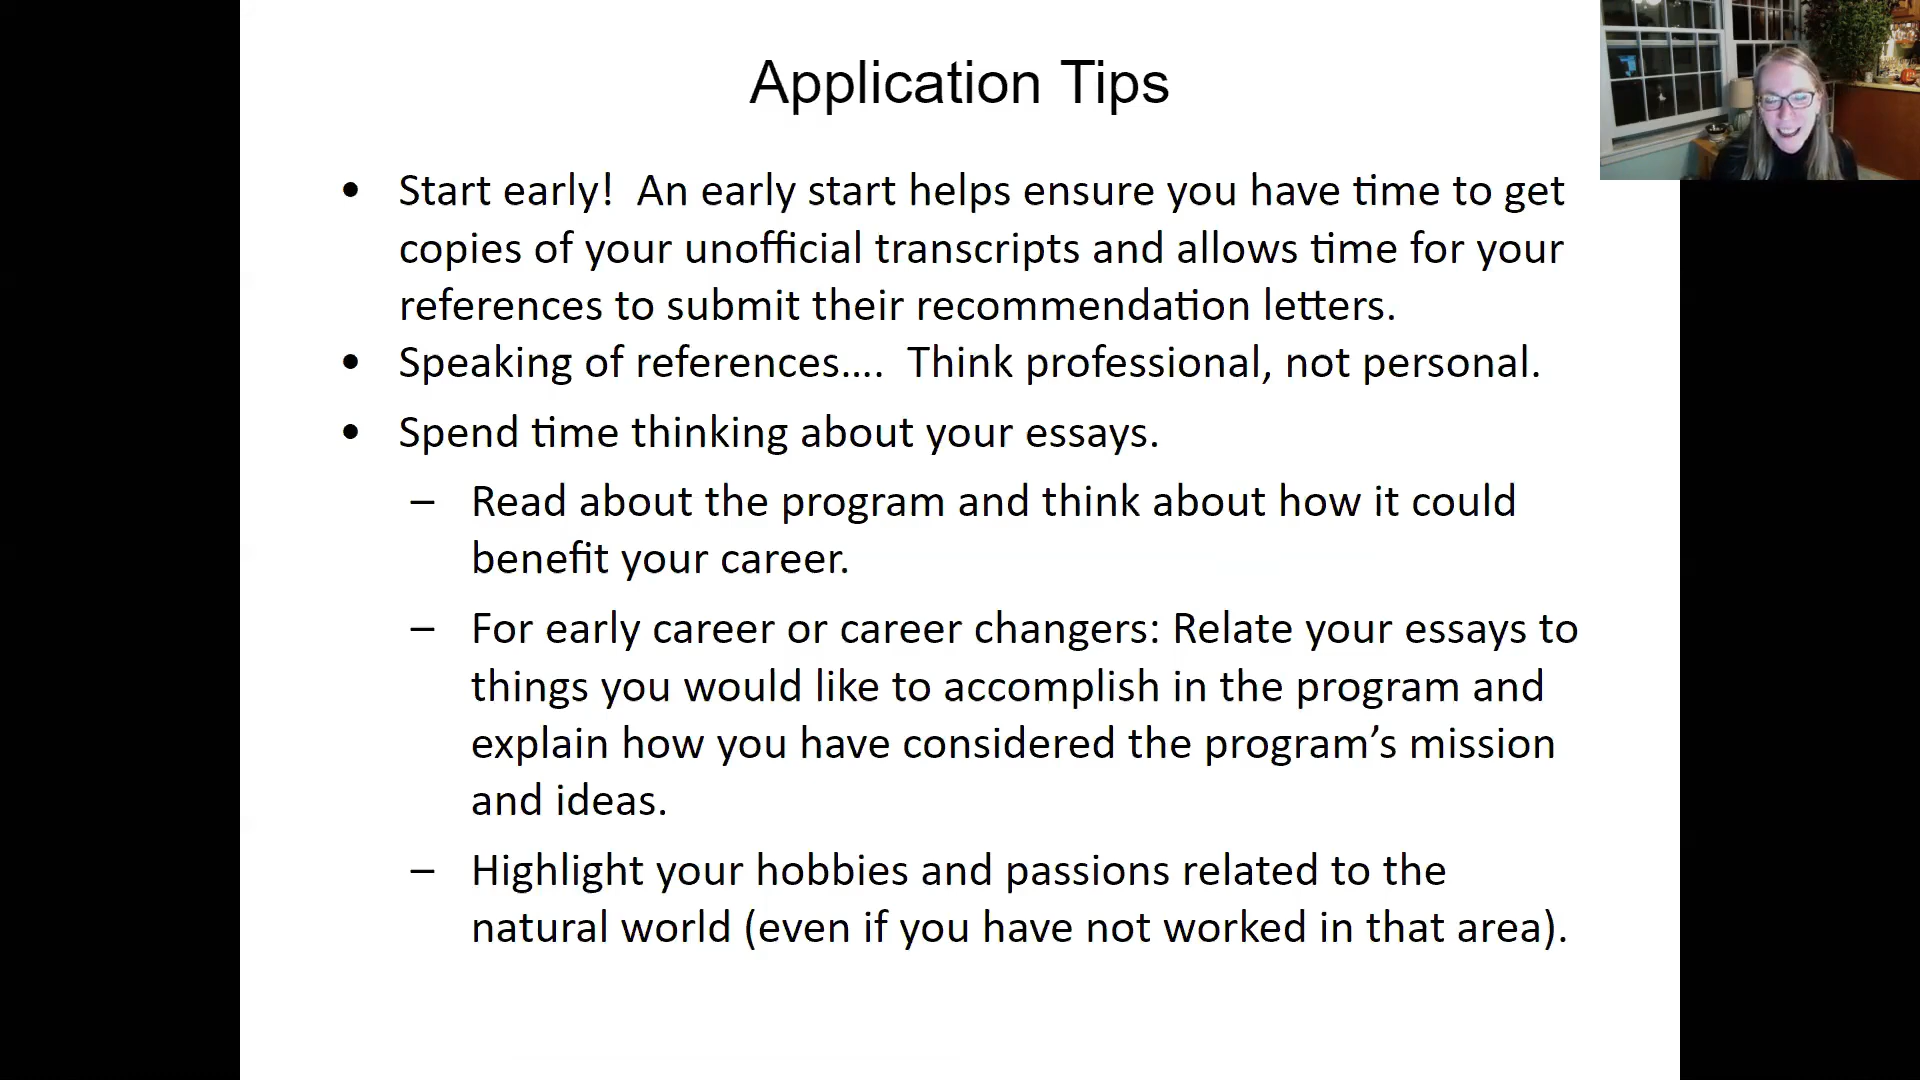 Application Tips
• Start early!  An early start helps ensure you have time to get
copies of your unofficial transcripts and allows time for your
references to submit their recommendation letters.
• Speaking of references....  Think professional, not personal.
• Spend time thinking about your essays.
– Read about the program and think about how it could
benefit your career.
– For early career or career changers: Relate your essays to
things you would like to accomplish in the program and
explain how you have considered the program’s mission
and ideas.
– Highlight your hobbies and passions related to the
natural world (even if you have not worked in that area).